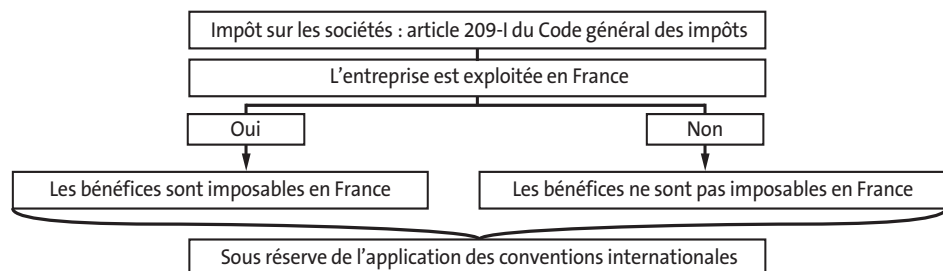 Impôt sur les sociétés : article 209-I du Code général des impôts
L'entreprise est exploitée en France
Oui
Non
Les bénéfices sont imposables en France
Les bénéfices ne sont pas imposables en France
Sous réserve de l'application des conventions internationales